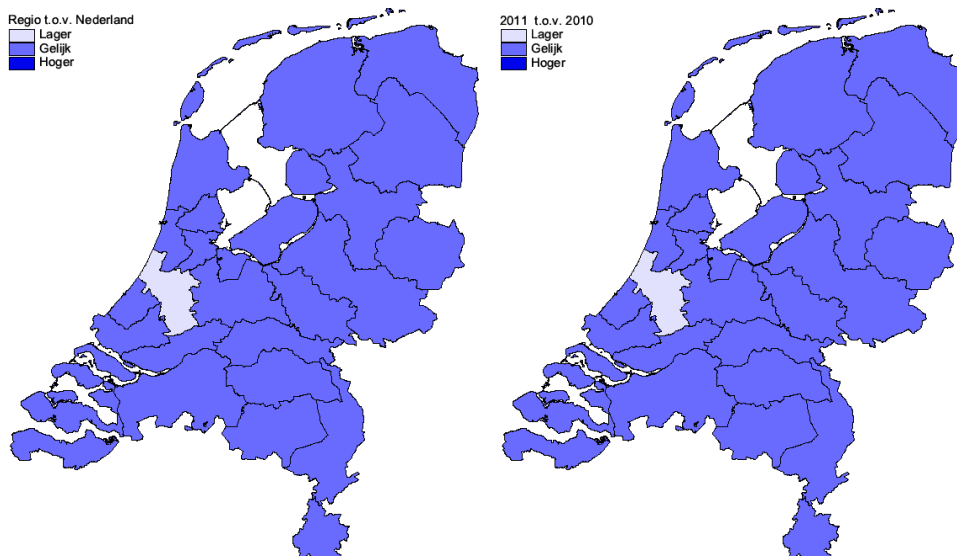 Regio t.o.v. Nederland
Lager
Gelijk
Hoger
2011 t.o.v. 2010
Lager
Gelijk
Hoger